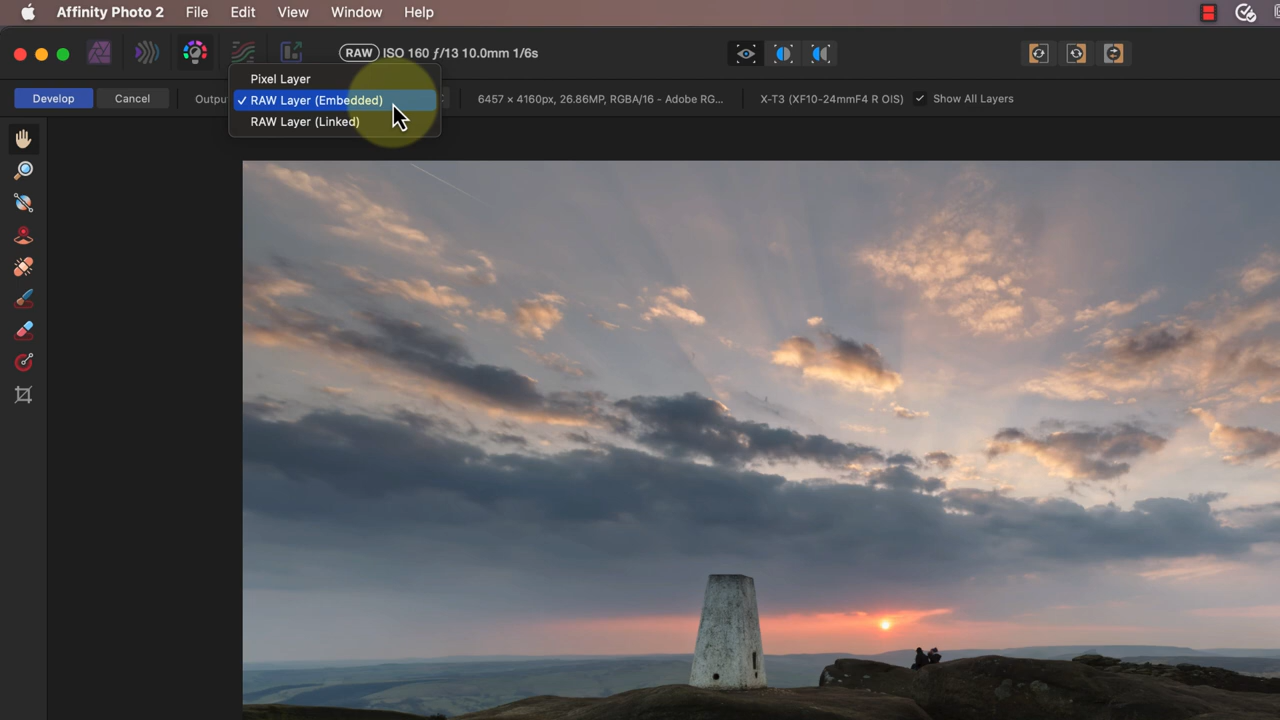 Affinity Photo 2 File Edit View Window Help
RAW ISO 160 ƒ/13 10.0mm 1/6s
Pixel Layer
Develop Cancel Outpu ✓ RAW Layer (Embedded) 6457 × 4160px, 26.86MP, RGBA/16 - Adobe RG... X-T3 (XF10-24mmF4 R OIS) ✓ Show All Layers
RAW Layer (Linked)